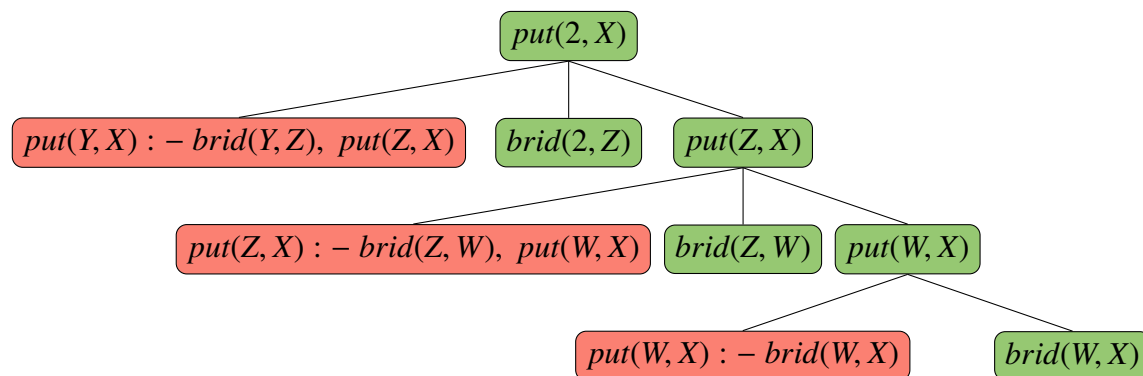 put(2, X)
put(Y, X) :− brid(Y, Z), put(Z, X)
brid(2, Z)
put(Z, X)
put(Z, X) :− brid(Z, W), put(W, X)
brid(Z, W)
put(W, X)
put(W, X) :− brid(W, X)
brid(W, X)